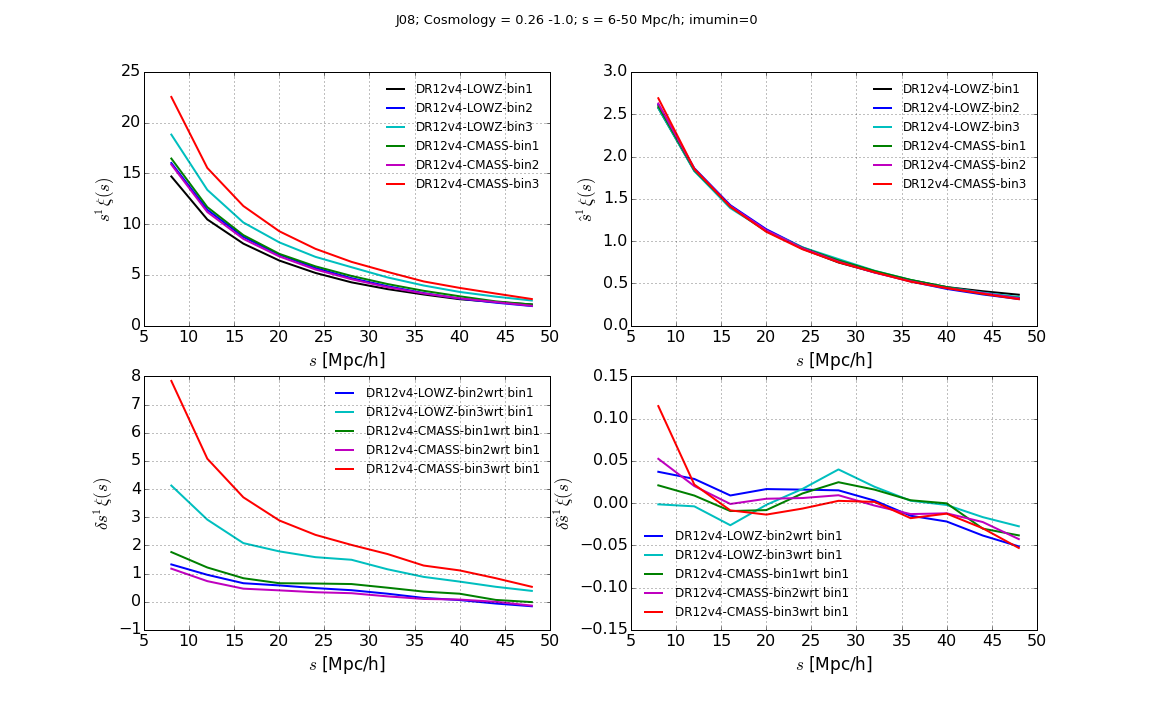 J08; Cosmology = 0.26 -1.0; s = 6-50 Mpc/h; imumin=0
25
20
15
10
5
0
s¹ξ(s)
DR12v4-LOWZ-bin1
DR12v4-LOWZ-bin2
DR12v4-LOWZ-bin3
DR12v4-CMASS-bin1
DR12v4-CMASS-bin2
DR12v4-CMASS-bin3
5 10 15 20 25 30 35 40 45 50
s [Mpc/h]
3.0
2.5
2.0
1.5
1.0
0.5
0.0
ŝ¹ξ(s)
DR12v4-LOWZ-bin1
DR12v4-LOWZ-bin2
DR12v4-LOWZ-bin3
DR12v4-CMASS-bin1
DR12v4-CMASS-bin2
DR12v4-CMASS-bin3
5 10 15 20 25 30 35 40 45 50
s [Mpc/h]
8
7
6
5
4
3
2
1
0
−1
δs¹ξ(s)
DR12v4-LOWZ-bin2wrt bin1
DR12v4-LOWZ-bin3wrt bin1
DR12v4-CMASS-bin1wrt bin1
DR12v4-CMASS-bin2wrt bin1
DR12v4-CMASS-bin3wrt bin1
5 10 15 20 25 30 35 40 45 50
s [Mpc/h]
0.15
0.10
0.05
0.00
−0.05
−0.10
−0.15
δ̂s¹ξ(s)
DR12v4-LOWZ-bin2wrt bin1
DR12v4-LOWZ-bin3wrt bin1
DR12v4-CMASS-bin1wrt bin1
DR12v4-CMASS-bin2wrt bin1
DR12v4-CMASS-bin3wrt bin1
5 10 15 20 25 30 35 40 45 50
s [Mpc/h]